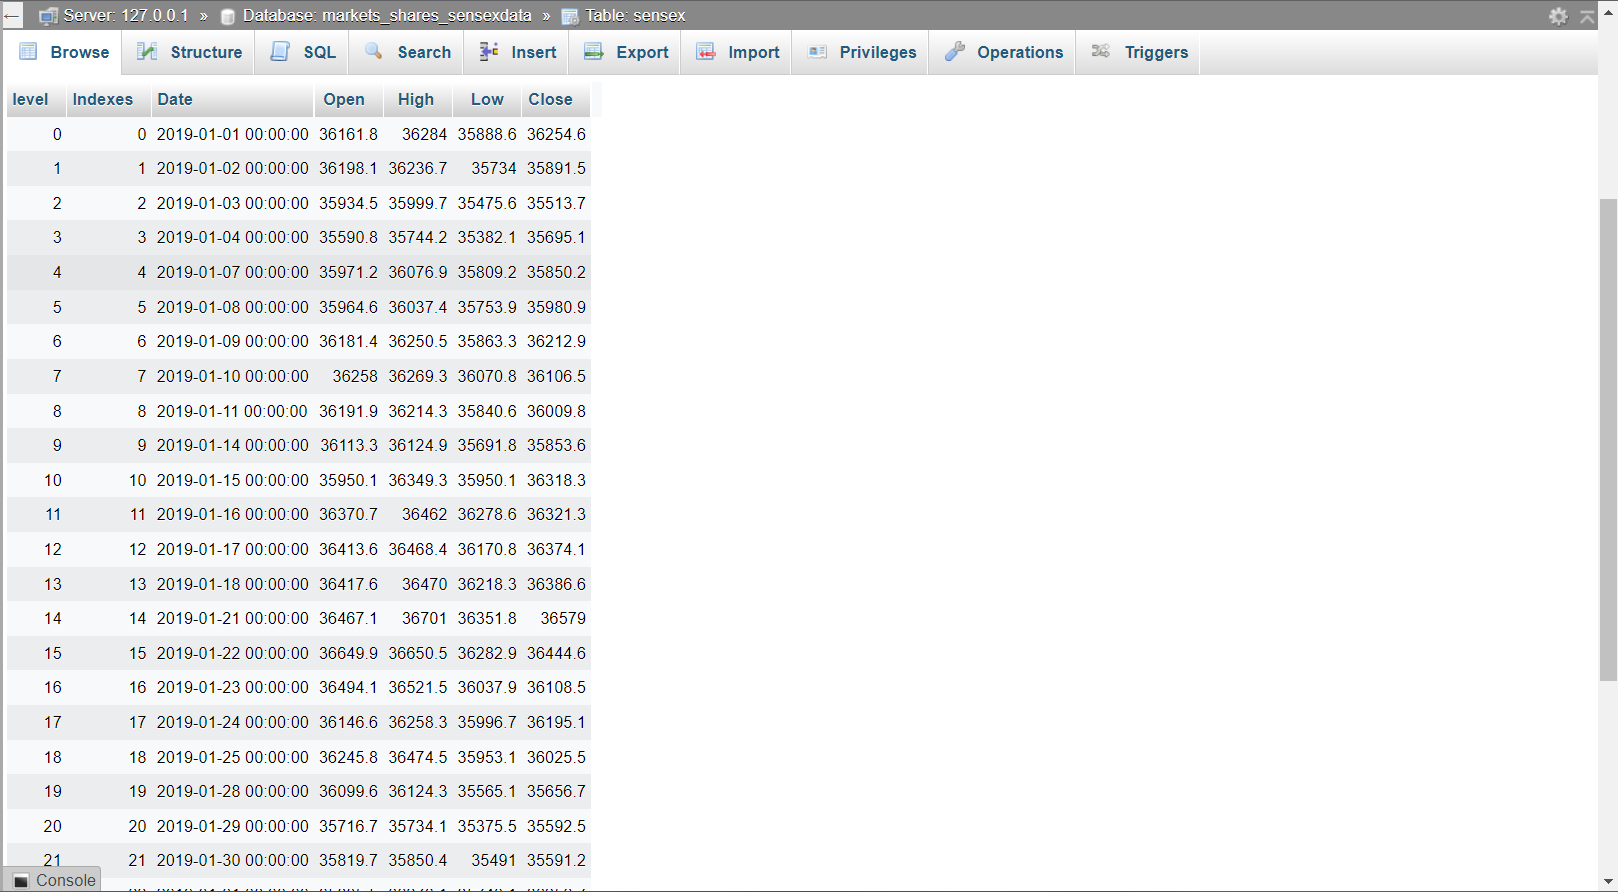 Server: 127.0.0.1 » Database: markets_shares_sensexdata » Table: sensex
Browse Structure SQL Search Insert Export Import Privileges Operations Triggers
level Indexes Date Open High Low Close
0 0 2019-01-01 00:00:00 36161.8 36284 35888.6 36254.6
1 1 2019-01-02 00:00:00 36198.1 36236.7 35734 35891.5
2 2 2019-01-03 00:00:00 35934.5 35999.7 35475.6 35513.7
3 3 2019-01-04 00:00:00 35590.8 35744.2 35382.1 35695.1
4 4 2019-01-07 00:00:00 35971.2 36076.9 35809.2 35850.2
5 5 2019-01-08 00:00:00 35964.6 36037.4 35753.9 35980.9
6 6 2019-01-09 00:00:00 36181.4 36250.5 35863.3 36212.9
7 7 2019-01-10 00:00:00 36258 36269.3 36070.8 36106.5
8 8 2019-01-11 00:00:00 36191.9 36214.3 35840.6 36009.8
9 9 2019-01-14 00:00:00 36113.3 36124.9 35691.8 35853.6
10 10 2019-01-15 00:00:00 35950.1 36349.3 35950.1 36318.3
11 11 2019-01-16 00:00:00 36370.7 36462 36278.6 36321.3
12 12 2019-01-17 00:00:00 36413.6 36468.4 36170.8 36374.1
13 13 2019-01-18 00:00:00 36417.6 36470 36218.3 36386.6
14 14 2019-01-21 00:00:00 36467.1 36701 36351.8 36579
15 15 2019-01-22 00:00:00 36649.9 36650.5 36282.9 36444.6
16 16 2019-01-23 00:00:00 36494.1 36521.5 36037.9 36108.5
17 17 2019-01-24 00:00:00 36146.6 36258.3 35996.7 36195.1
18 18 2019-01-25 00:00:00 36245.8 36474.5 35953.1 36025.5
19 19 2019-01-28 00:00:00 36099.6 36124.3 35565.1 35656.7
20 20 2019-01-29 00:00:00 35716.7 35734.1 35375.5 35592.5
21 21 2019-01-30 00:00:00 35819.7 35850.4 35491 35591.2
Console